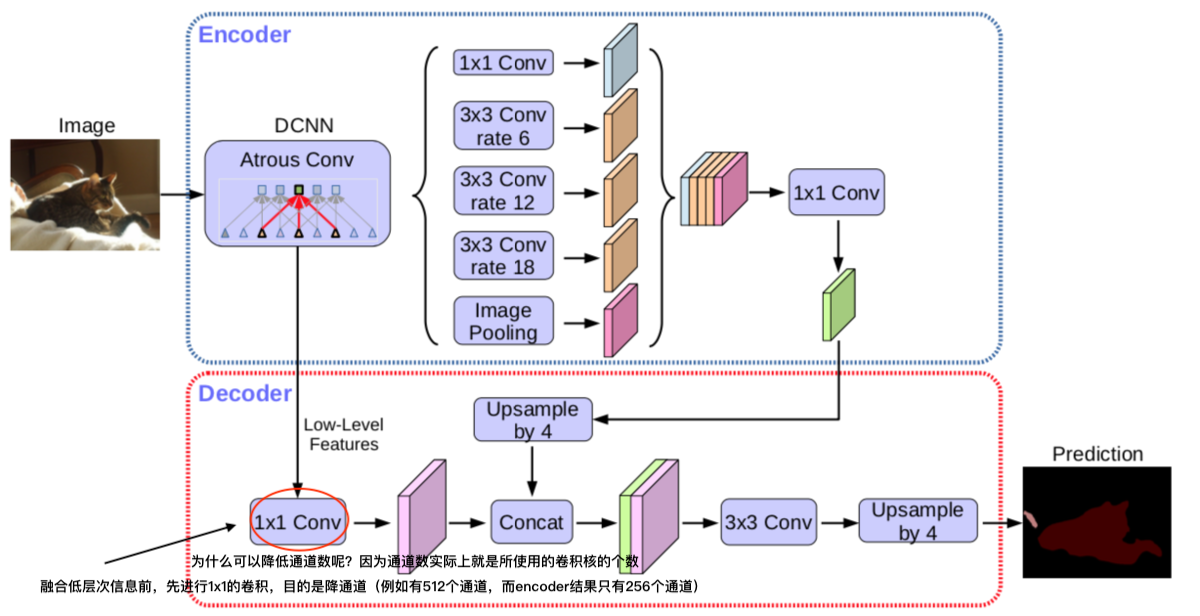 Encoder
Image
DCNN
Atrous Conv
1x1 Conv
3x3 Conv
rate 6
3x3 Conv
rate 12
3x3 Conv
rate 18
Image
Pooling
1x1 Conv
Decoder
Low-Level
Features
Upsample
by 4
1x1 Conv
Concat
3x3 Conv
Upsample
by 4
Prediction
为什么可以降低通道数呢？因为通道数实际上就是所使用的卷积核的个数
融合低层次信息前，先进行1x1的卷积，目的是降通道（例如有512个通道，而encoder结果只有256个通道）